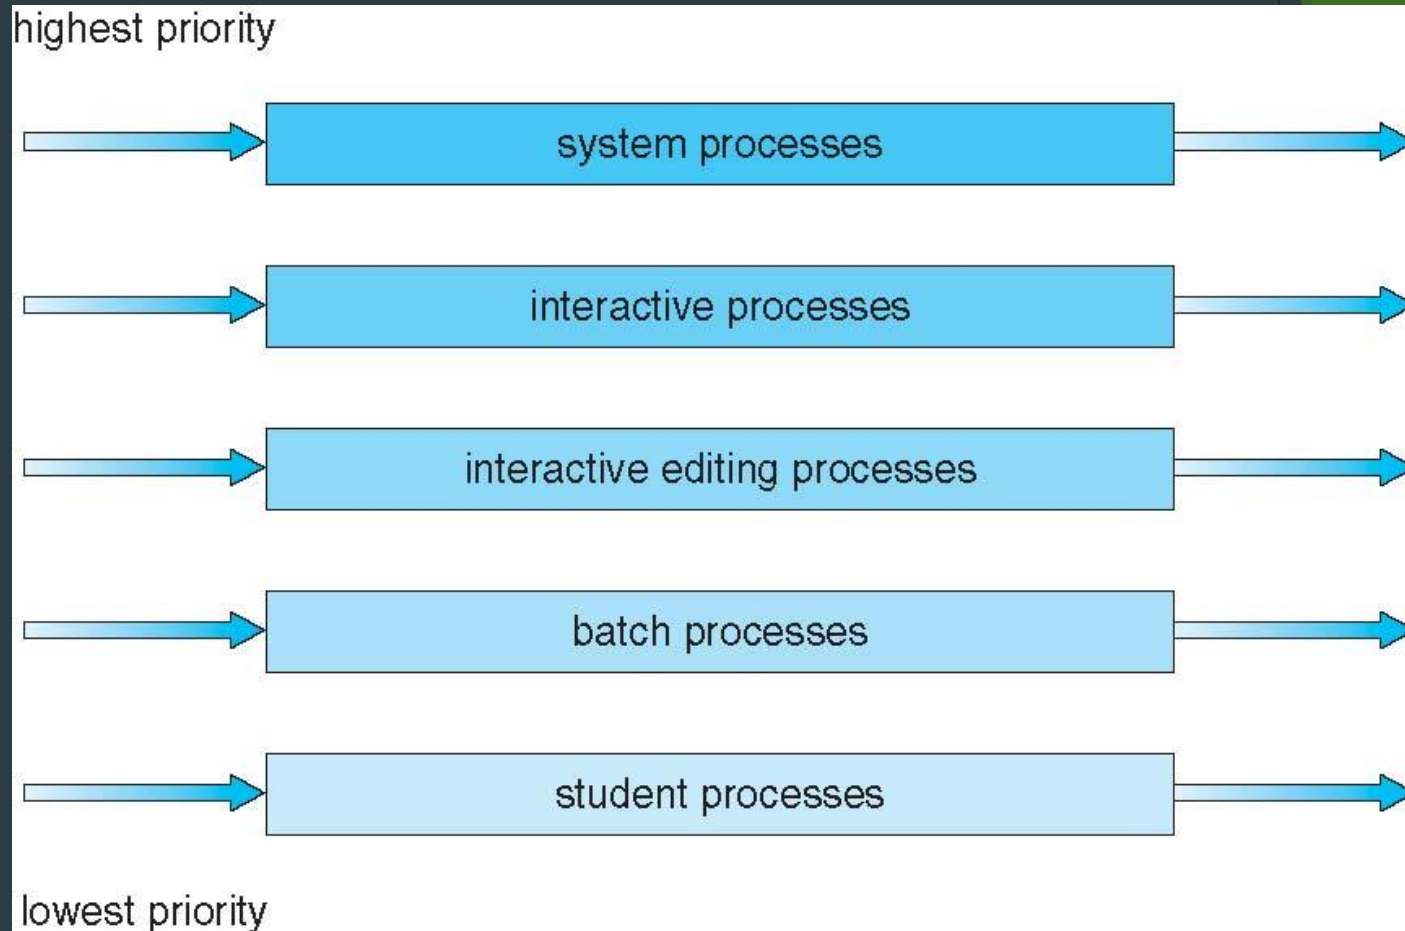 highest priority
system processes
interactive processes
interactive editing processes
batch processes
student processes
lowest priority